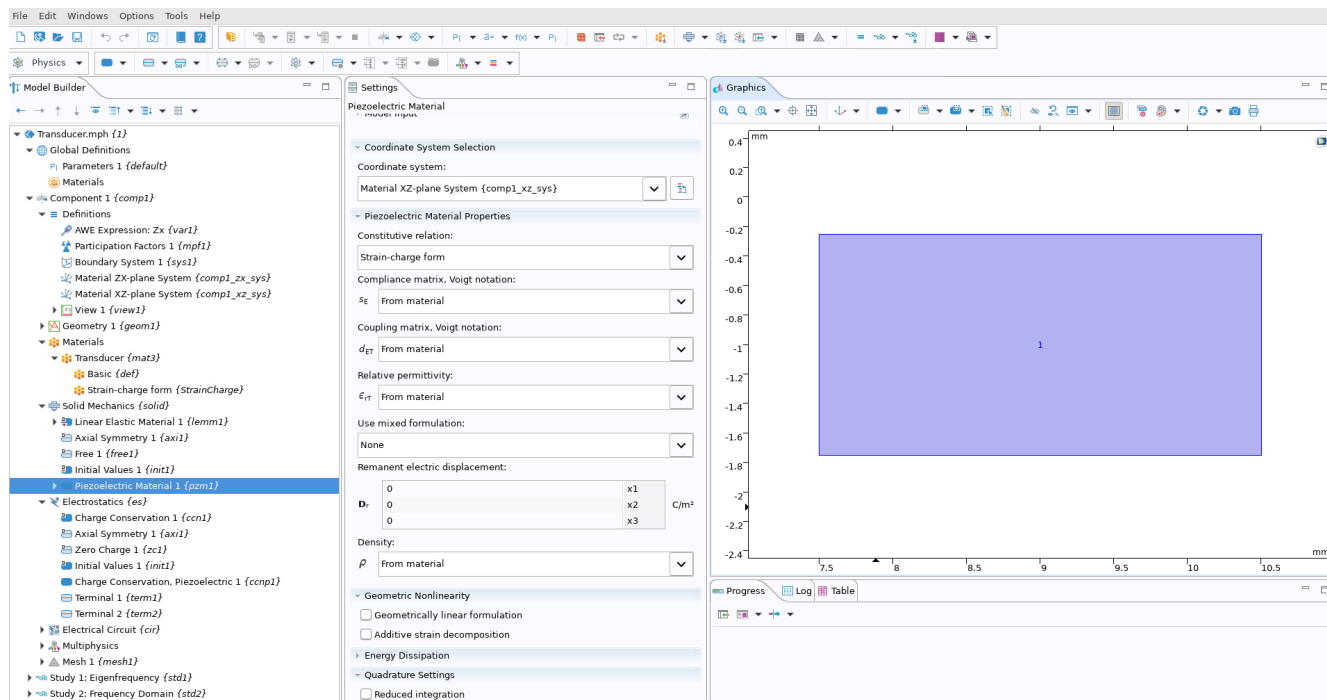 File Edit Windows Options Tools Help
Pi a= f(x) Pi
Physics
Model Builder
Transducer.mph {1}
Global Definitions
Pi Parameters 1 {default}
Materials
Component 1 {comp1}
Definitions
AWE Expression: Zx {var1}
Participation Factors 1 {mpf1}
Boundary System 1 {sys1}
Material ZX-plane System {comp1_zx_sys}
Material XZ-plane System {comp1_xz_sys}
View 1 {view1}
Geometry 1 {geom1}
Materials
Transducer {mat3}
Basic {def}
Strain-charge form {StrainCharge}
Solid Mechanics {solid}
Linear Elastic Material 1 {lemm1}
Axial Symmetry 1 {axi1}
Free 1 {free1}
Initial Values 1 {init1}
Piezoelectric Material 1 {pzm1}
Electrostatics {es}
Charge Conservation 1 {ccn1}
Axial Symmetry 1 {axi1}
Zero Charge 1 {zc1}
Initial Values 1 {init1}
Charge Conservation, Piezoelectric 1 {ccnp1}
Terminal 1 {term1}
Terminal 2 {term2}
Electrical Circuit {cir}
Multiphysics
Mesh 1 {mesh1}
Study 1: Eigenfrequency {std1}
Study 2: Frequency Domain {std2}
Settings
Piezoelectric Material
Model Input
Coordinate System Selection
Coordinate system:
Material XZ-plane System {comp1_xz_sys}
Piezoelectric Material Properties
Constitutive relation:
Strain-charge form
Compliance matrix, Voigt notation:
sE From material
Coupling matrix, Voigt notation:
dET From material
Relative permittivity:
εrT From material
Use mixed formulation:
None
Remanent electric displacement:
0 x1
Dr 0 x2 C/m²
0 x3
Density:
ρ From material
Geometric Nonlinearity
Geometrically linear formulation
Additive strain decomposition
Energy Dissipation
Quadrature Settings
Reduced integration
Graphics
mm
0.4
0.2
0
-0.2
-0.4
-0.6
-0.8
-1
-1.2
-1.4
-1.6
-1.8
-2
-2.2
-2.4
1
mm
7.5 8 8.5 9 9.5 10 10.5
Progress Log Table